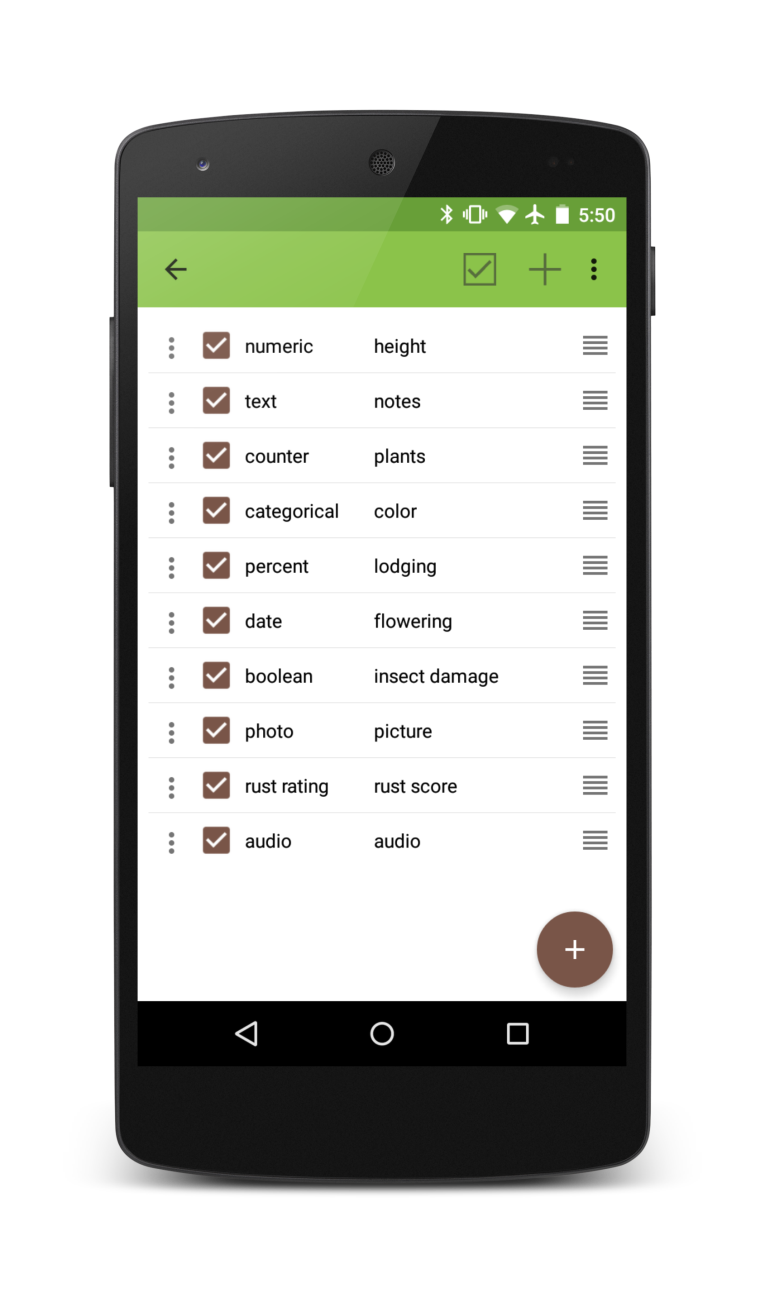 5:50
numeric height
text notes
counter plants
categorical color
percent lodging
date flowering
boolean insect damage
photo picture
rust rating rust score
audio audio